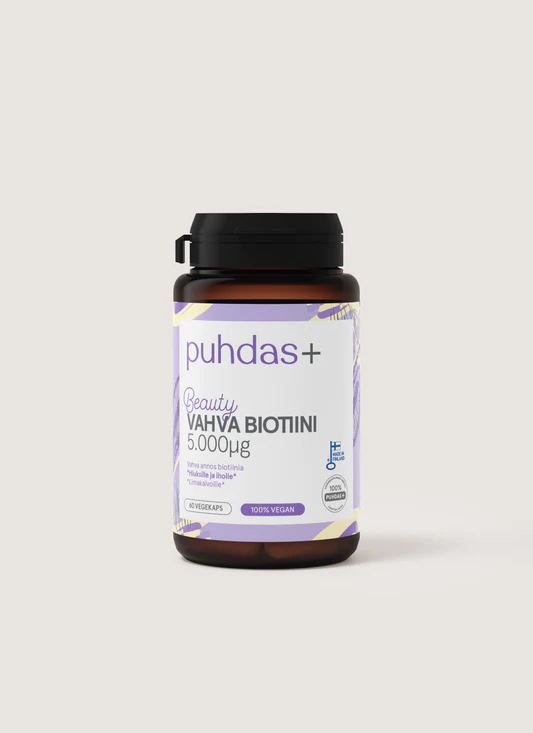 puhdas+
Beauty
VAHVA BIOTIINI
5.000µg
Vahva annos biotiinia
*Hiuksille ja iholle*
*Limakalvoille*
60 VEGEKAPS
100% VEGAN
MADE IN
FINLAND
100%
PUHDAS+